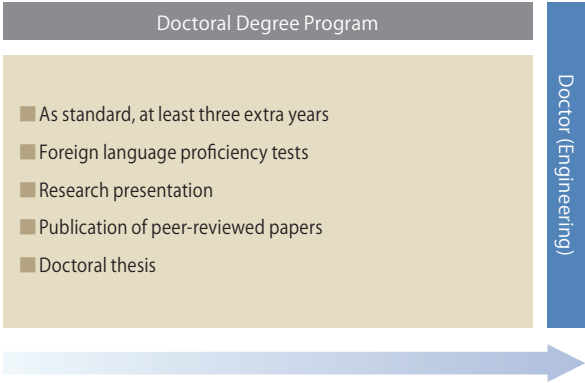 Doctoral Degree Program
■ As standard, at least three extra years
■ Foreign language proficiency tests
■ Research presentation
■ Publication of peer-reviewed papers
■ Doctoral thesis
Doctor (Engineering)